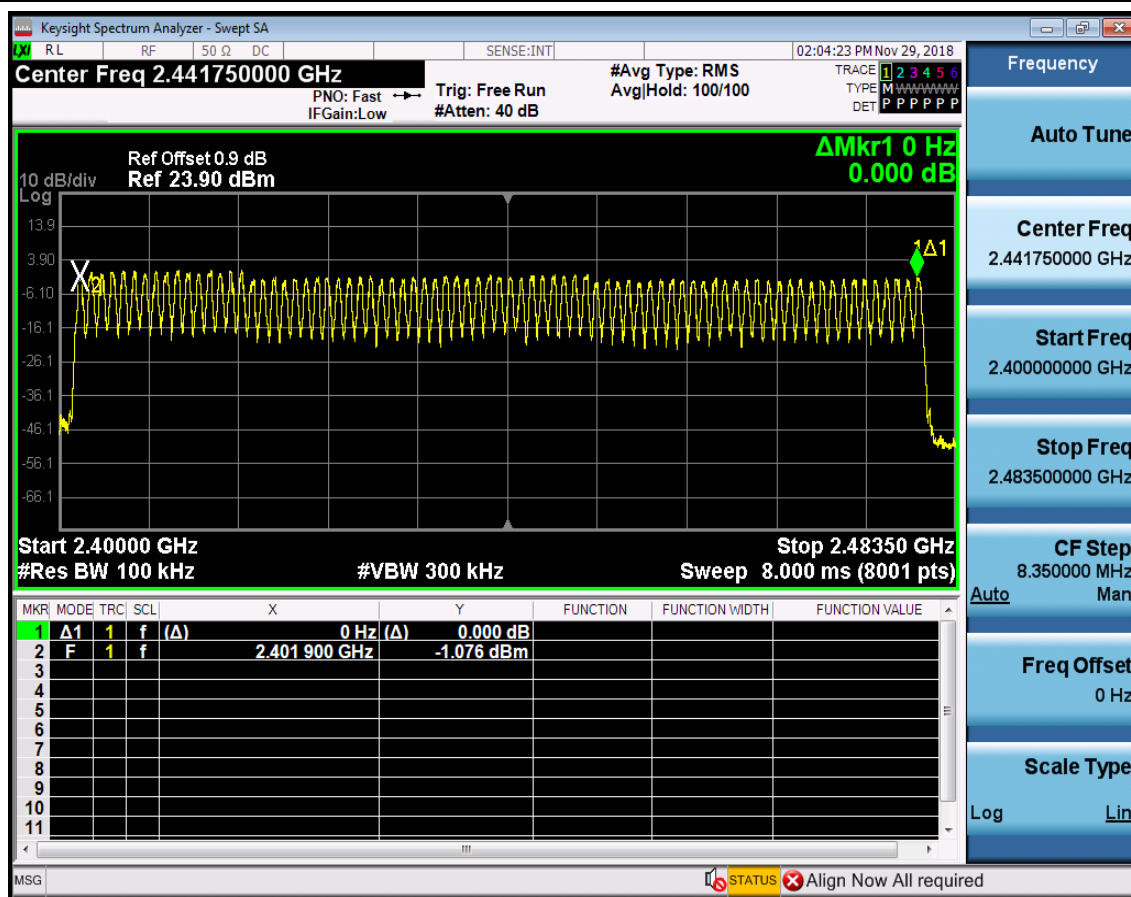 Keysight Spectrum Analyzer - Swept SA
LXI RL RF 50 Ω DC SENSE:INT 02:04:23 PM Nov 29, 2018
Center Freq 2.441750000 GHz
PNO: Fast
IFGain:Low
Trig: Free Run
#Atten: 40 dB
#Avg Type: RMS
Avg|Hold: 100/100
TRACE 1 2 3 4 5 6
TYPE M WWWWW
DET P P P P P P
Ref Offset 0.9 dB
10 dB/div Ref 23.90 dBm
Log
ΔMkr1 0 Hz
0.000 dB
13.9
3.90
-6.10
-16.1
-26.1
-36.1
-46.1
-56.1
-66.1
X2
1Δ1
Start 2.40000 GHz Stop 2.48350 GHz
#Res BW 100 kHz #VBW 300 kHz Sweep 8.000 ms (8001 pts)
MKR MODE TRC SCL X Y FUNCTION FUNCTION WIDTH FUNCTION VALUE
1 Δ1 1 f (Δ) 0 Hz (Δ) 0.000 dB
2 F 1 f 2.401 900 GHz -1.076 dBm
3
4
5
6
7
8
9
10
11
MSG STATUS Align Now All required
Frequency
Auto Tune
Center Freq
2.441750000 GHz
Start Freq
2.400000000 GHz
Stop Freq
2.483500000 GHz
CF Step
8.350000 MHz
Auto Man
Freq Offset
0 Hz
Scale Type
Log Lin